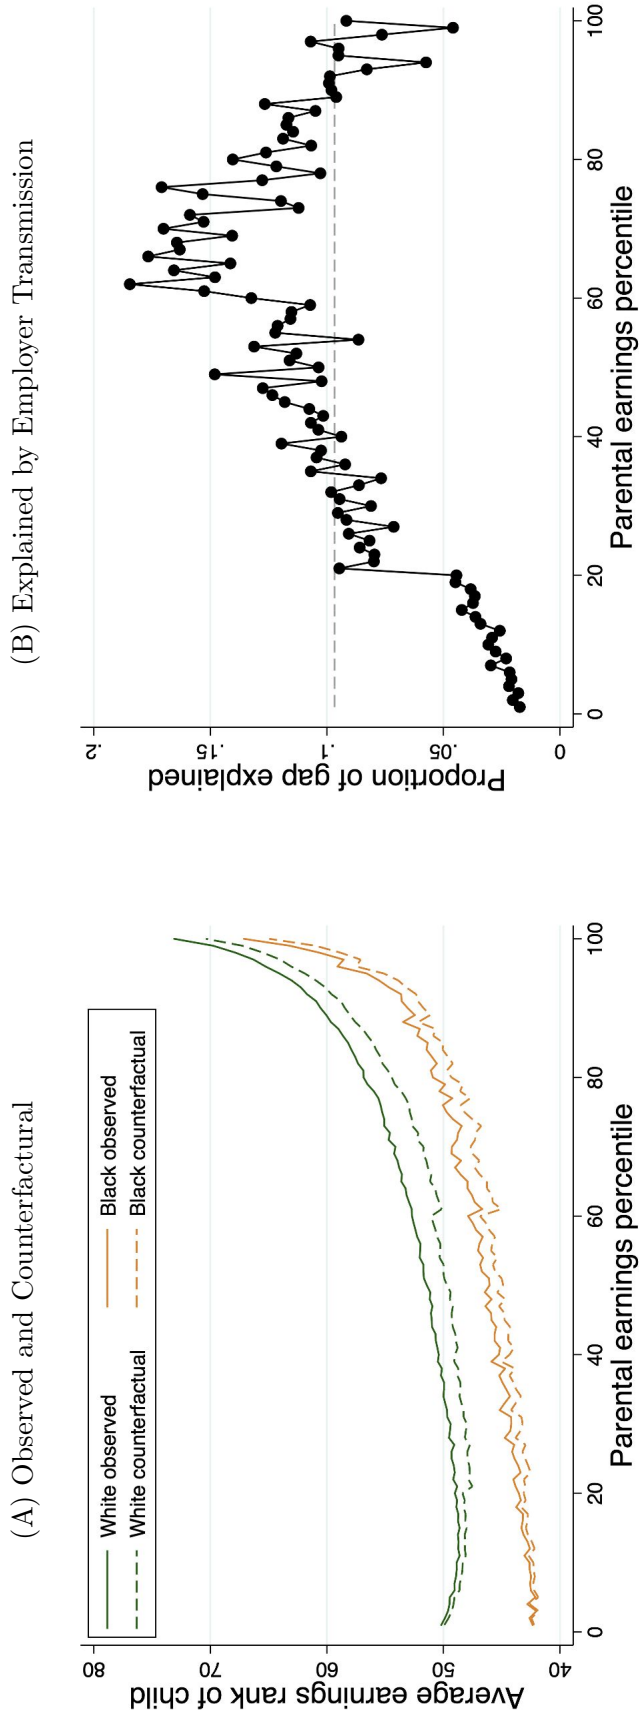 (A) Observed and Counterfactual
White observed
Black observed
White counterfactual
Black counterfactual
Average earnings rank of child
80
70
60
50
40
0
20
40
60
80
100
Parental earnings percentile
(B) Explained by Employer Transmission
Proportion of gap explained
.2
.15
.1
.05
0
0
20
40
60
80
100
Parental earnings percentile